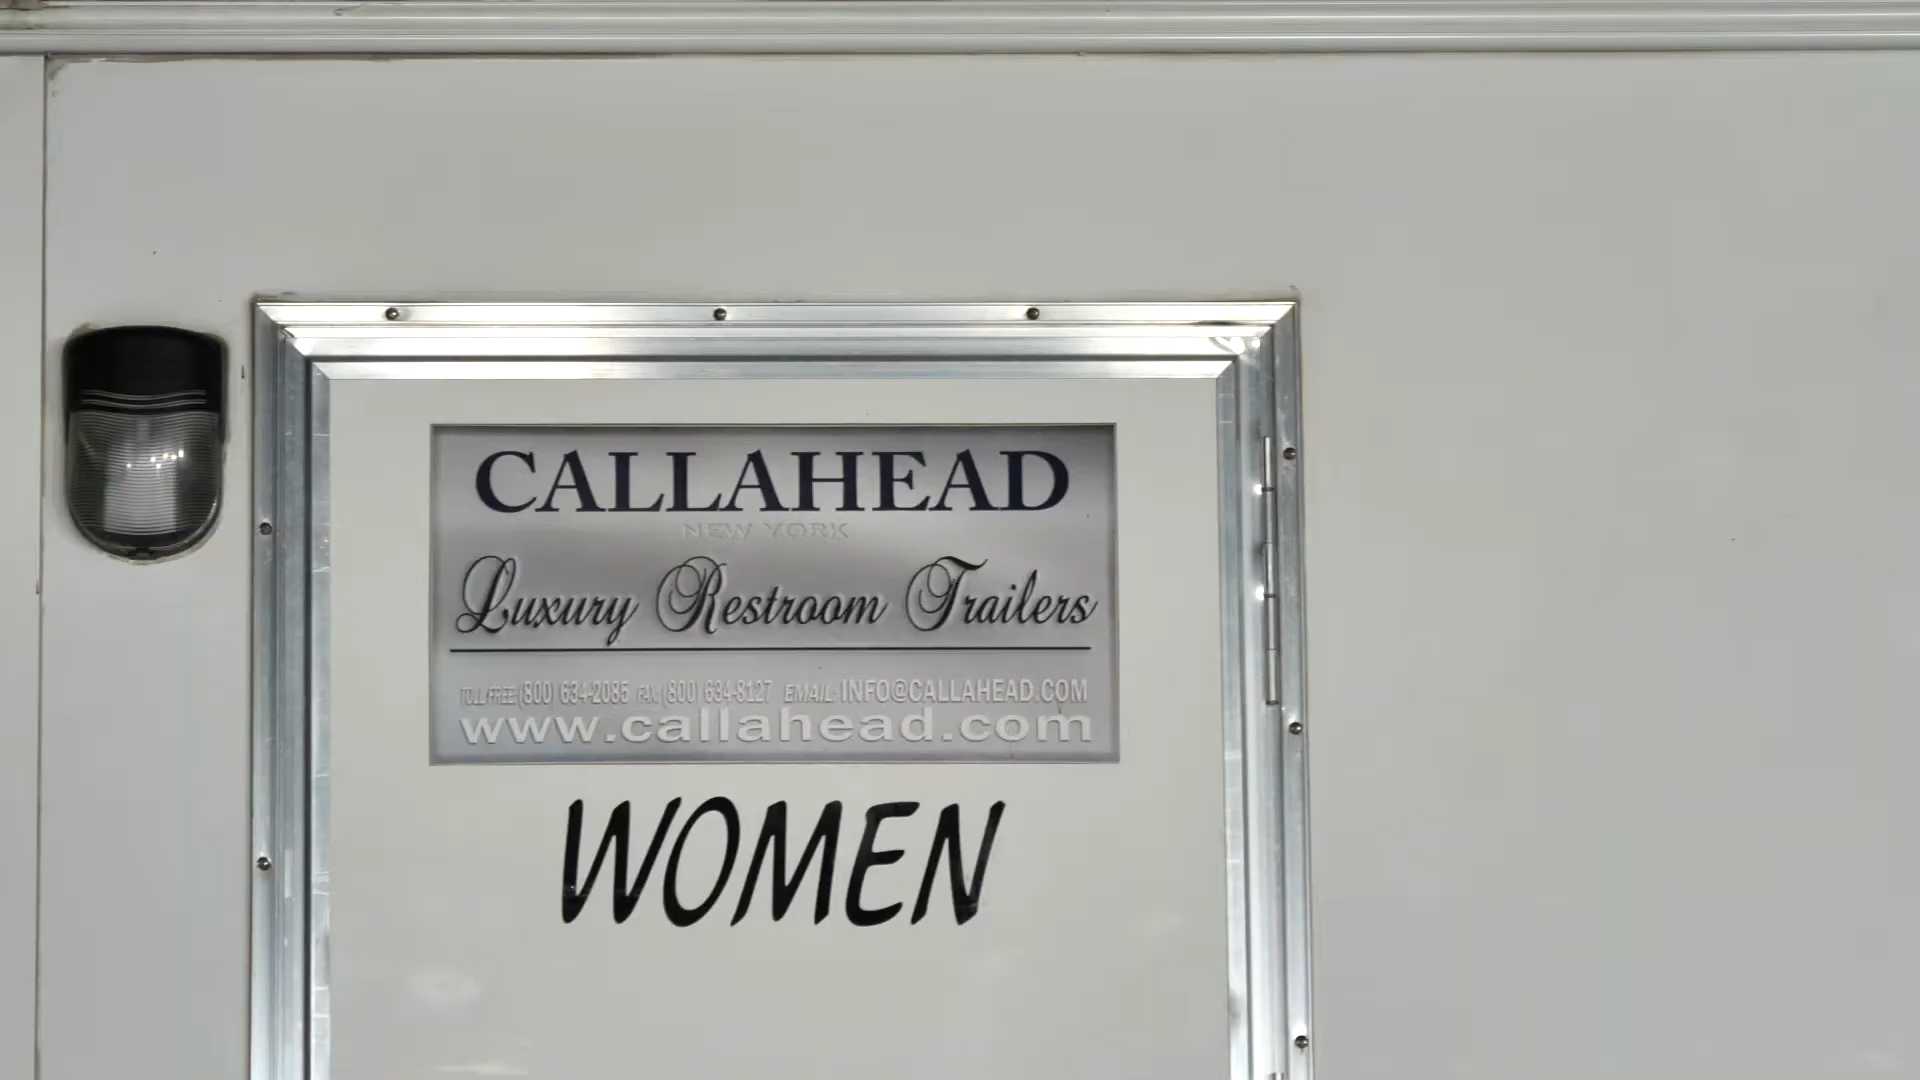 CALLAHEAD
NEW YORK
Luxury Restroom Trailers
TOLL FREE: (800) 634-2085 FAX: (800) 634-8127 EMAIL: INFO@CALLAHEAD.COM
www.callahead.com
WOMEN